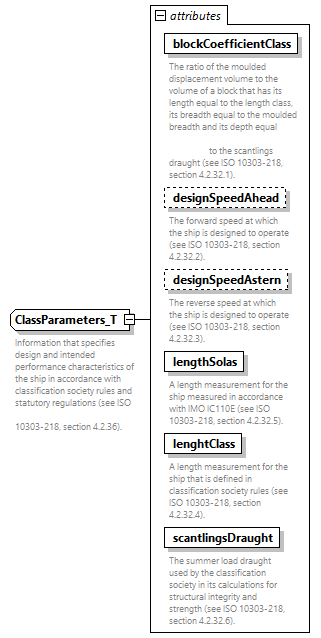 attributes
blockCoefficientClass
The ratio of the moulded
displacement volume to the
volume of a block that has its
length equal to the length class,
its breadth equal to the moulded
breadth and its depth equal
to the scantlings
draught (see ISO 10303-218,
section 4.2.32.1).
designSpeedAhead
The forward speed at which
the ship is designed to operate
(see ISO 10303-218, section
4.2.32.2).
designSpeedAstern
The reverse speed at which
the ship is designed to operate
(see ISO 10303-218, section
4.2.32.3).
ClassParameters_T
Information that specifies
design and intended
performance characteristics of
the ship in accordance with
classification society rules and
statutory regulations (see ISO
10303-218, section 4.2.36).
lengthSolas
A length measurement for the
ship measured in accordance
with IMO IC110E (see ISO
10303-218, section 4.2.32.5).
lenghtClass
A length measurement for the
ship that is defined in
classification society rules (see
ISO 10303-218, section
4.2.32.4).
scantlingsDraught
The summer load draught
used by the classification
society in its calculations for
structural integrity and
strength (see ISO 10303-218,
section 4.2.32.6).